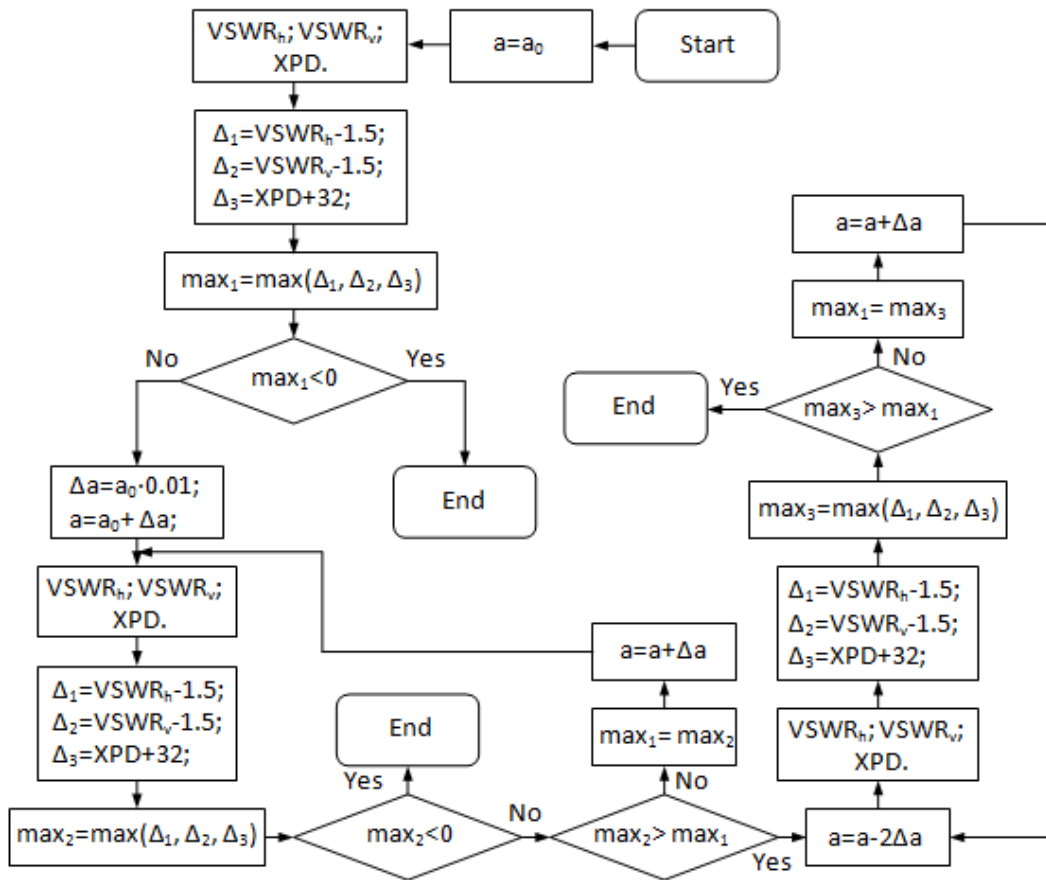 Start
a=a₀
VSWRₕ; VSWRᵥ;
XPD.
Δ₁=VSWRₕ-1.5;
Δ₂=VSWRᵥ-1.5;
Δ₃=XPD+32;
max₁=max(Δ₁, Δ₂, Δ₃)
max₁<0
No
Yes
End
Δa=a₀·0.01;
a=a₀+ Δa;
VSWRₕ; VSWRᵥ;
XPD.
Δ₁=VSWRₕ-1.5;
Δ₂=VSWRᵥ-1.5;
Δ₃=XPD+32;
max₂=max(Δ₁, Δ₂, Δ₃)
max₂<0
Yes
End
No
max₂> max₁
No
max₁= max₂
a=a+Δa
Yes
a=a-2Δa
VSWRₕ; VSWRᵥ;
XPD.
Δ₁=VSWRₕ-1.5;
Δ₂=VSWRᵥ-1.5;
Δ₃=XPD+32;
max₃=max(Δ₁, Δ₂, Δ₃)
max₃> max₁
Yes
End
No
max₁= max₃
a=a+Δa